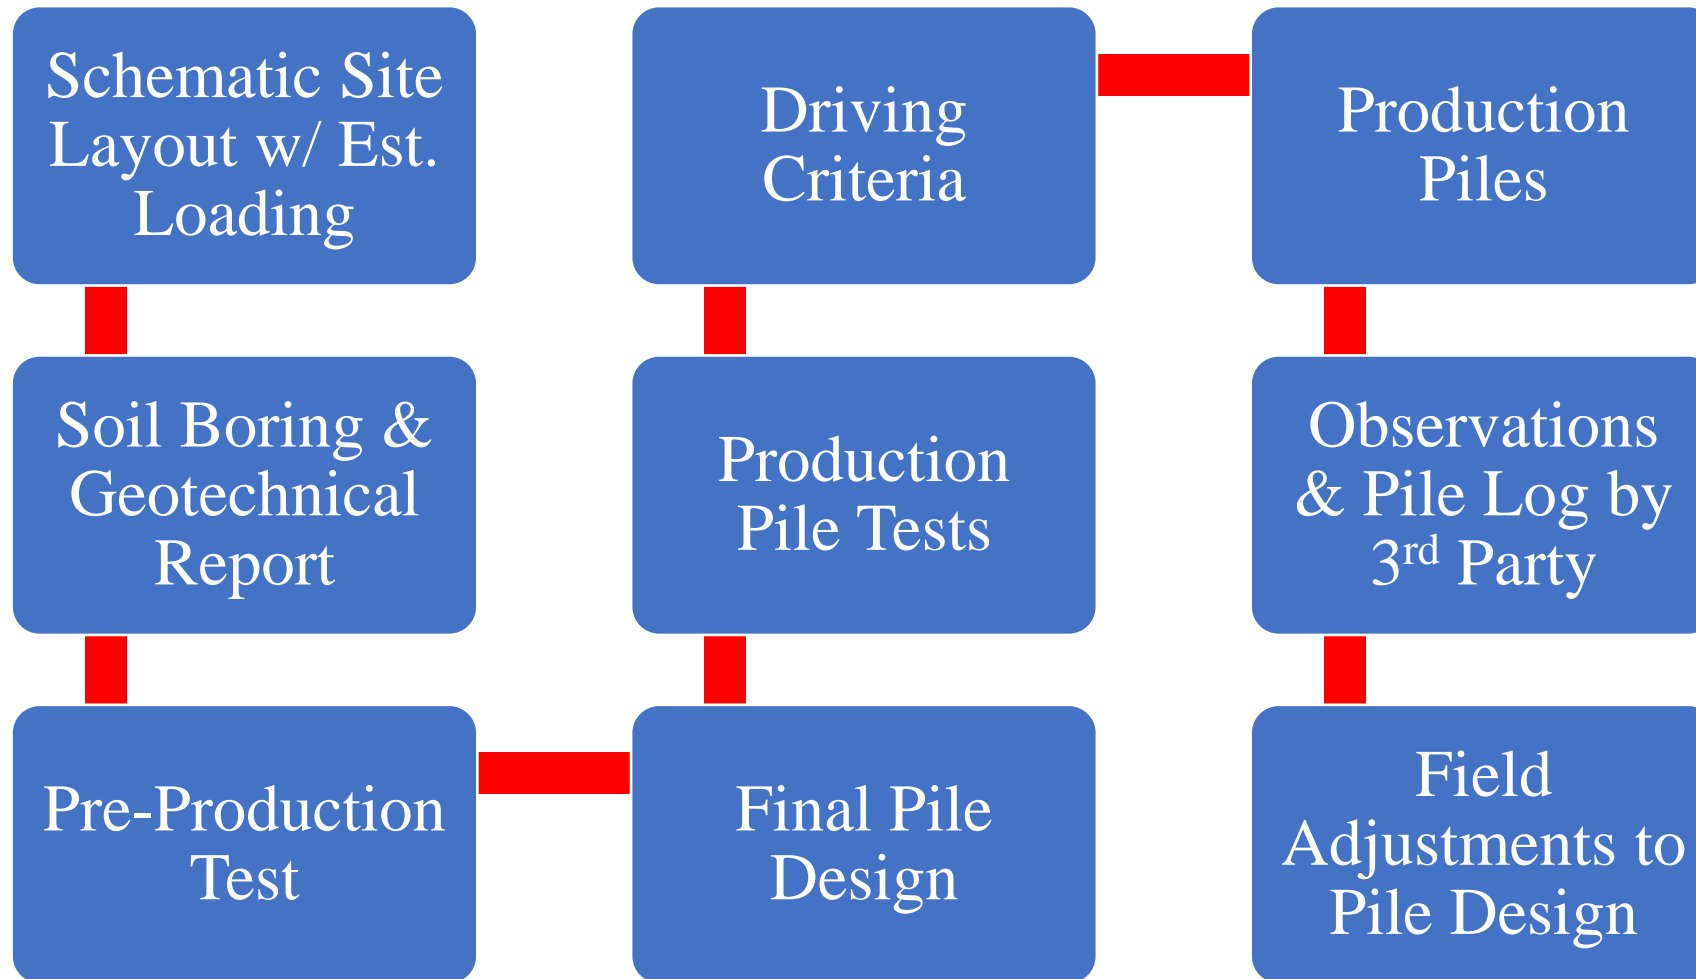 Schematic Site
Layout w/ Est.
Loading
Soil Boring &
Geotechnical
Report
Pre-Production
Test
Final Pile
Design
Production
Pile Tests
Driving
Criteria
Production
Piles
Observations
& Pile Log by
3rd Party
Field
Adjustments to
Pile Design